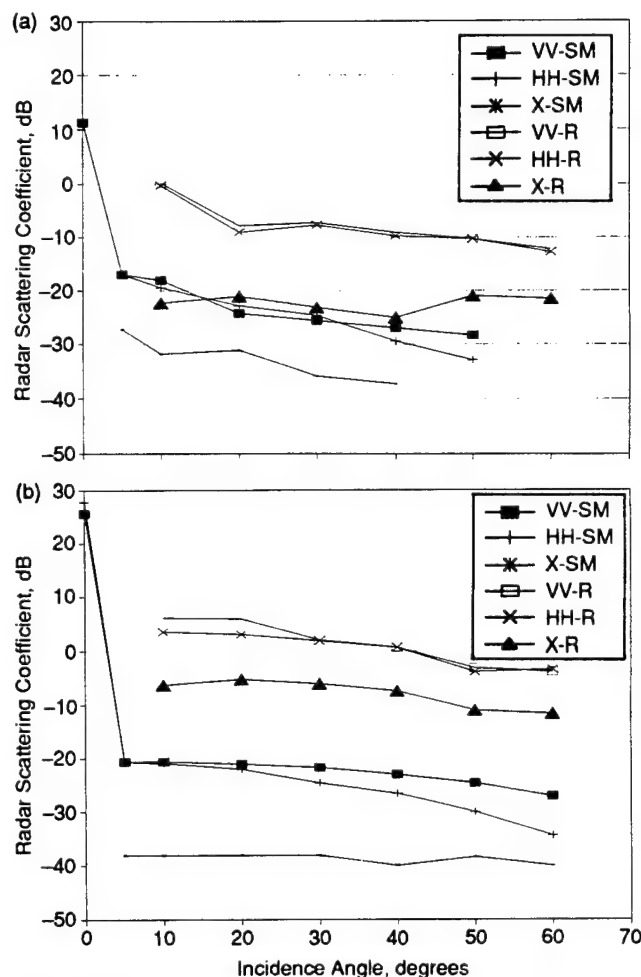 (a)
30
20
10
0
−10
−20
−30
−40
−50
Radar Scattering Coefficient, dB
VV-SM
HH-SM
X-SM
VV-R
HH-R
X-R
(b)
30
20
10
0
−10
−20
−30
−40
−50
Radar Scattering Coefficient, dB
VV-SM
HH-SM
X-SM
VV-R
HH-R
X-R
0
10
20
30
40
50
60
70
Incidence Angle, degrees